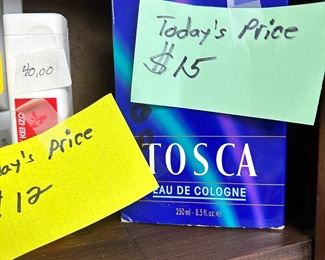 40.00
KENZO
ay's Price
$12
Today's Price
$15
TOSCA
EAU DE COLOGNE
250 ml - 8.5 fl. oz. e